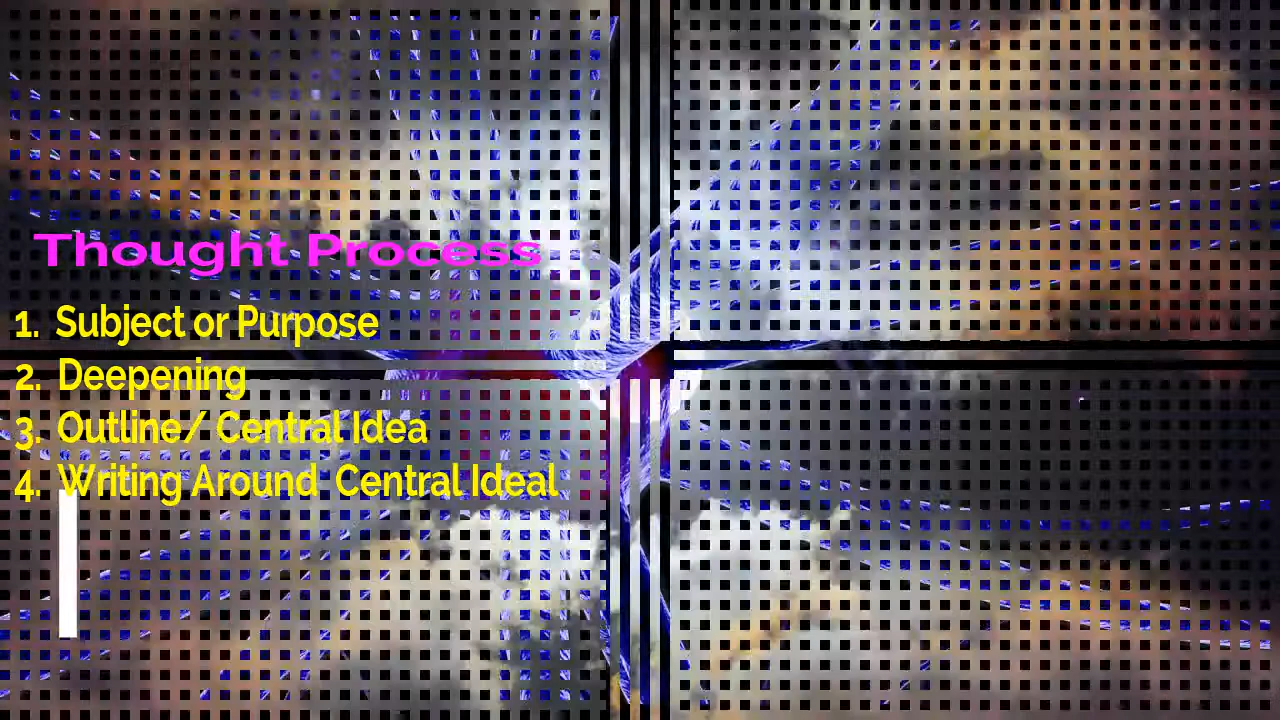 Thought Process
1. Subject or Purpose
2. Deepening
3. Outline/ Central Idea
4. Writing Around Central Ideal